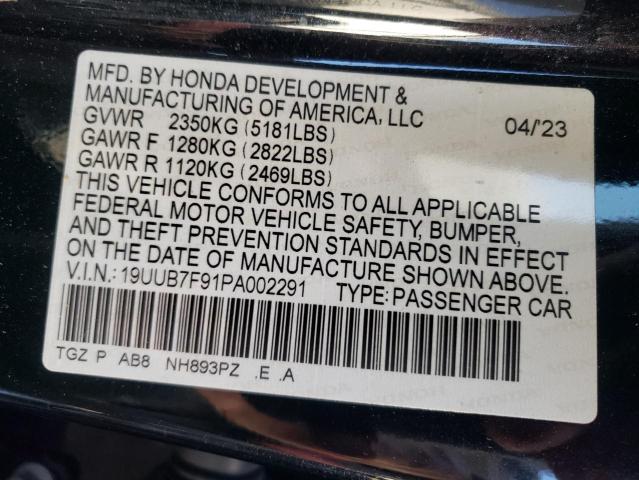 MFD. BY HONDA DEVELOPMENT &
MANUFACTURING OF AMERICA, LLC
GVWR 2350KG (5181LBS) 04/'23
GAWR F 1280KG (2822LBS)
GAWR R 1120KG (2469LBS)
THIS VEHICLE CONFORMS TO ALL APPLICABLE
FEDERAL MOTOR VEHICLE SAFETY, BUMPER,
AND THEFT PREVENTION STANDARDS IN EFFECT
ON THE DATE OF MANUFACTURE SHOWN ABOVE.
V.I.N.: 19UUB7F91PA002291 TYPE: PASSENGER CAR
TGZ P AB8 NH893PZ .E .A